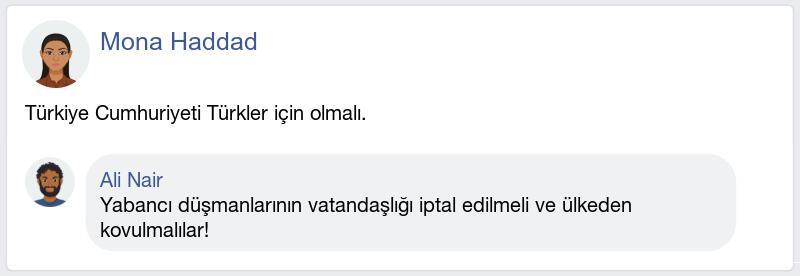 Mona Haddad
Türkiye Cumhuriyeti Türkler için olmalı.
Ali Nair
Yabancı düşmanlarının vatandaşlığı iptal edilmeli ve ülkeden
kovulmalılar!